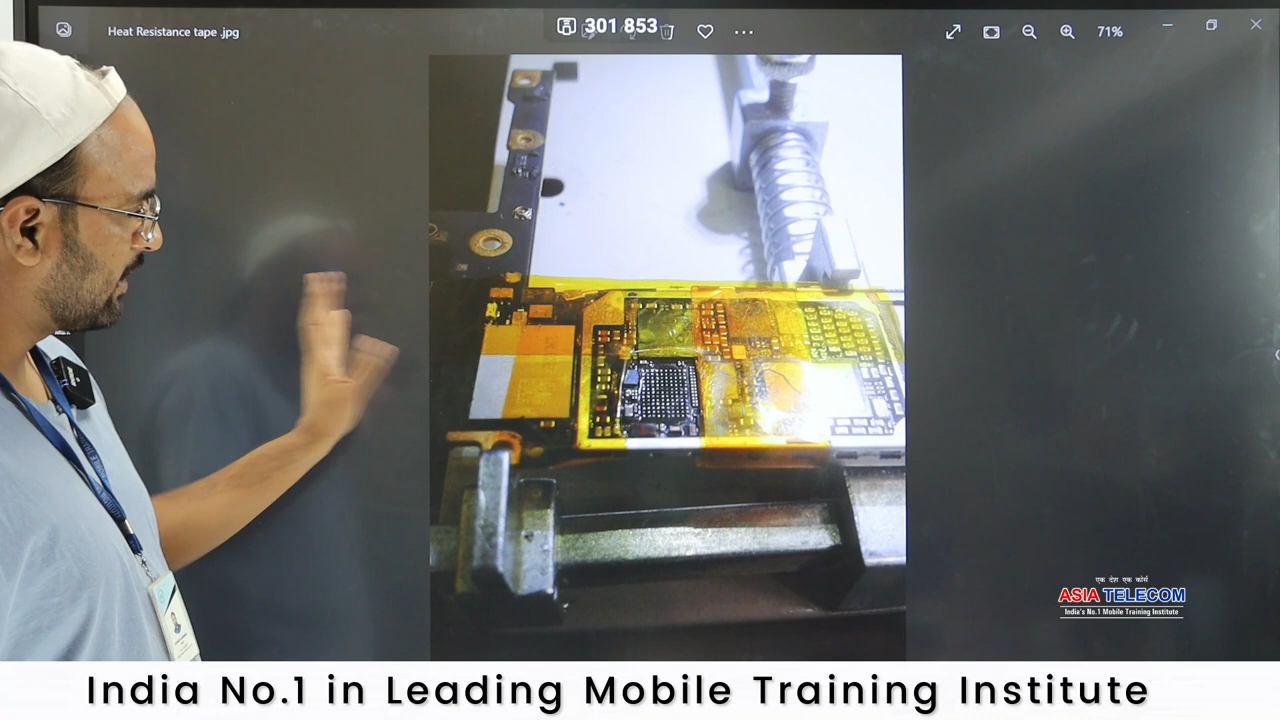 Heat Resistance tape .jpg
301 853
71%
एक देश एक कोर्स
ASIA TELECOM
India's No.1 Mobile Training Institute
India No.1 in Leading Mobile Training Institute